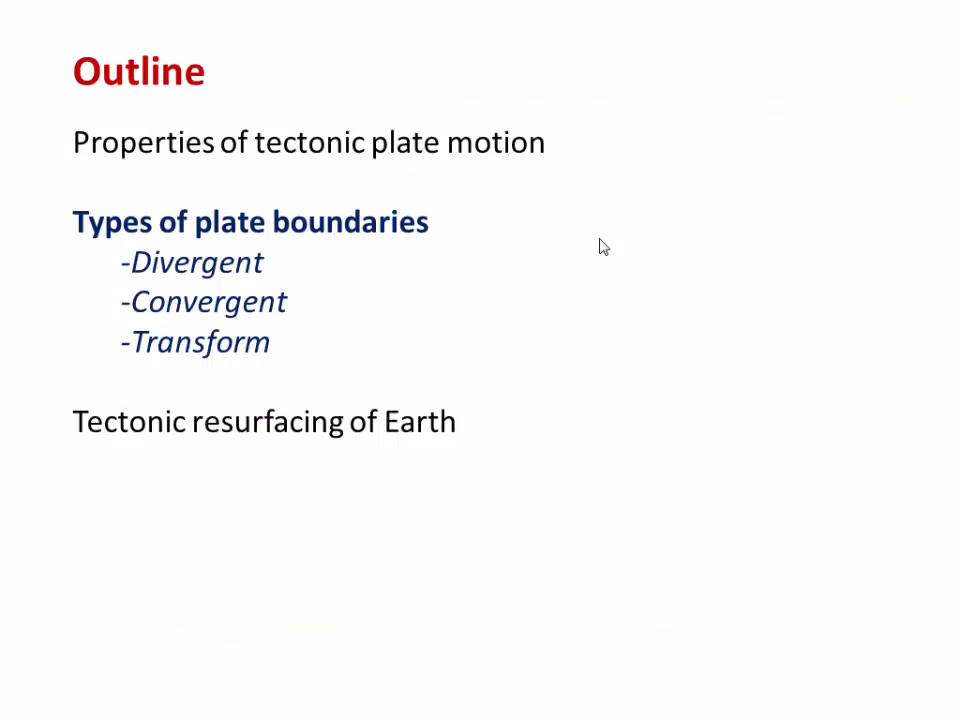 Outline
Properties of tectonic plate motion
Types of plate boundaries
-Divergent
-Convergent
-Transform
Tectonic resurfacing of Earth